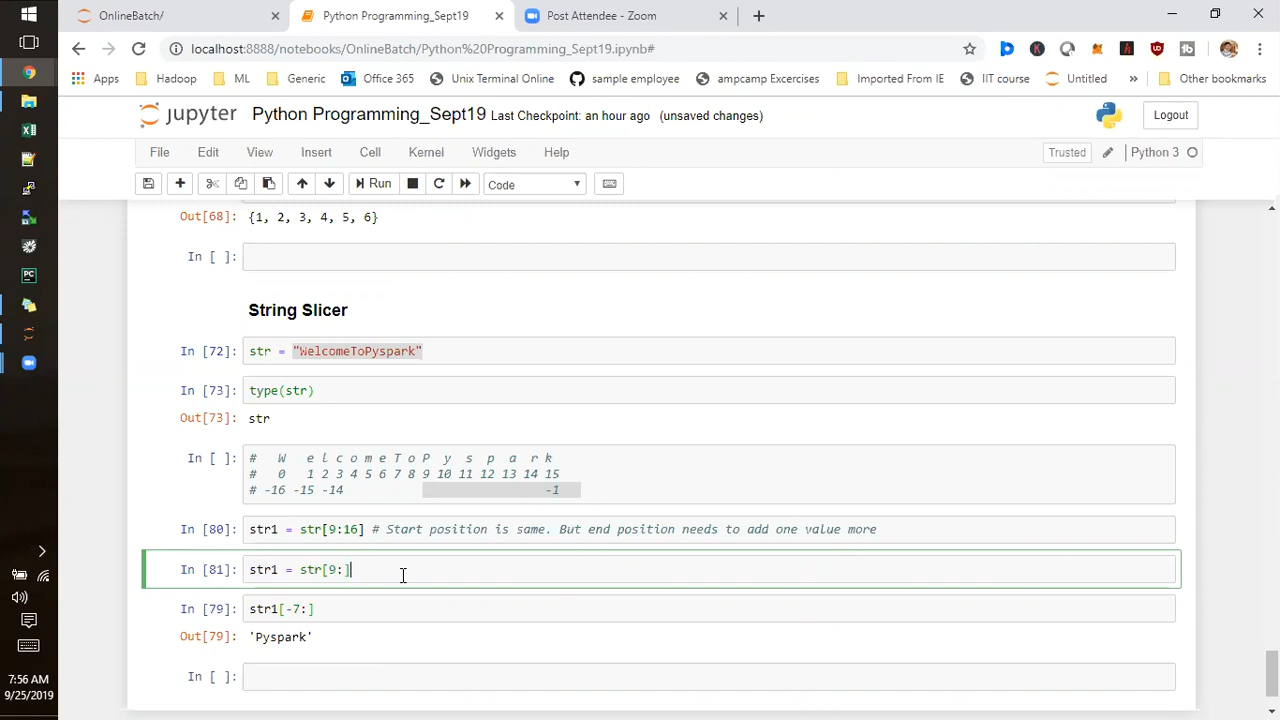 OnlineBatch/
Python Programming_Sept19
Post Attendee - Zoom
localhost:8888/notebooks/OnlineBatch/Python%20Programming_Sept19.ipynb#
Apps Hadoop ML Generic Office 365 Unix Terminal Online sample employee ampcamp Excercises Imported From IE IIT course Untitled » Other bookmarks
jupyter Python Programming_Sept19 Last Checkpoint: an hour ago (unsaved changes) Logout
File Edit View Insert Cell Kernel Widgets Help Trusted Python 3
Run Code
Out[68]: {1, 2, 3, 4, 5, 6}
In [ ]:
String Slicer
In [72]: str = "WelcomeToPyspark"
In [73]: type(str)
Out[73]: str
In [ ]: # W e l c o m e T o P y s p a r k
# 0 1 2 3 4 5 6 7 8 9 10 11 12 13 14 15
# -16 -15 -14 -1
In [80]: str1 = str[9:16] # Start position is same. But end position needs to add one value more
In [81]: str1 = str[9:]
In [79]: str1[-7:]
Out[79]: 'Pyspark'
In [ ]:
7:56 AM
9/25/2019